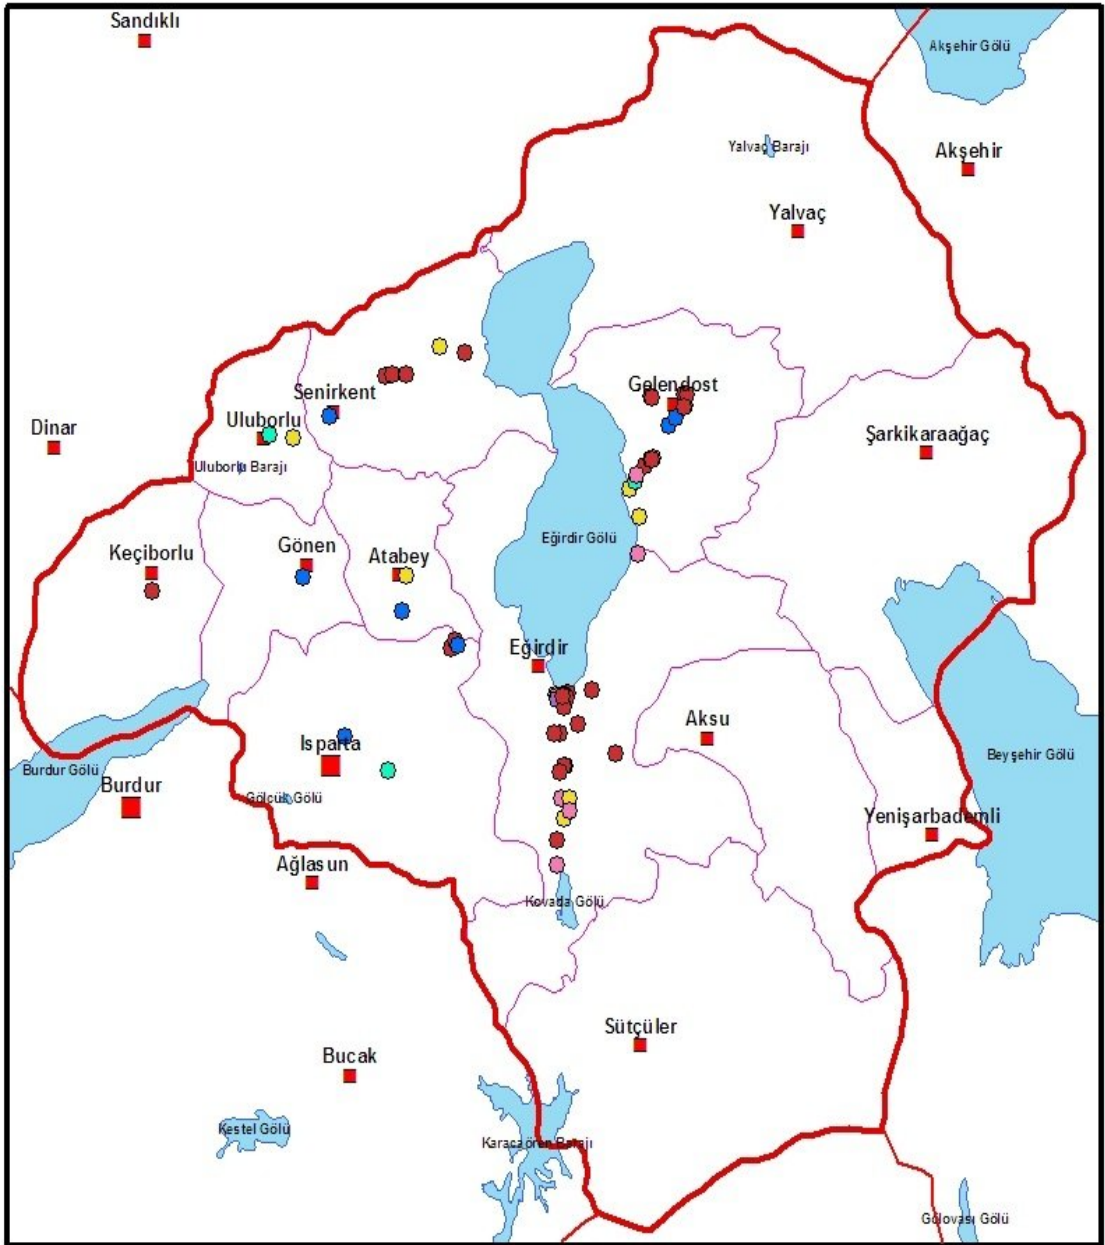 Sandıklı
Akşehir Gölü
Yalvaç Barajı
Akşehir
Yalvaç
Gelendost
Senirkent
Uluborlu
Dinar
Şarkikaraağaç
Uluborlu Barajı
Eğirdir Gölü
Gönen
Keçiborlu
Atabey
Eğirdir
Aksu
Isparta
Beyşehir Gölü
Burdur Gölü
Burdur
Gölcük Gölü
Yenişarbademli
Ağlasun
Kovada Gölü
Sütçüler
Bucak
Kestel Gölü
Karacaören Barajı
Gölovası Gölü